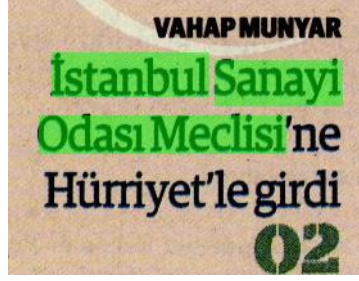 VAHAP MUNYAR
İstanbul Sanayi
Odası Meclisi'ne
Hürriyet'le girdi
02